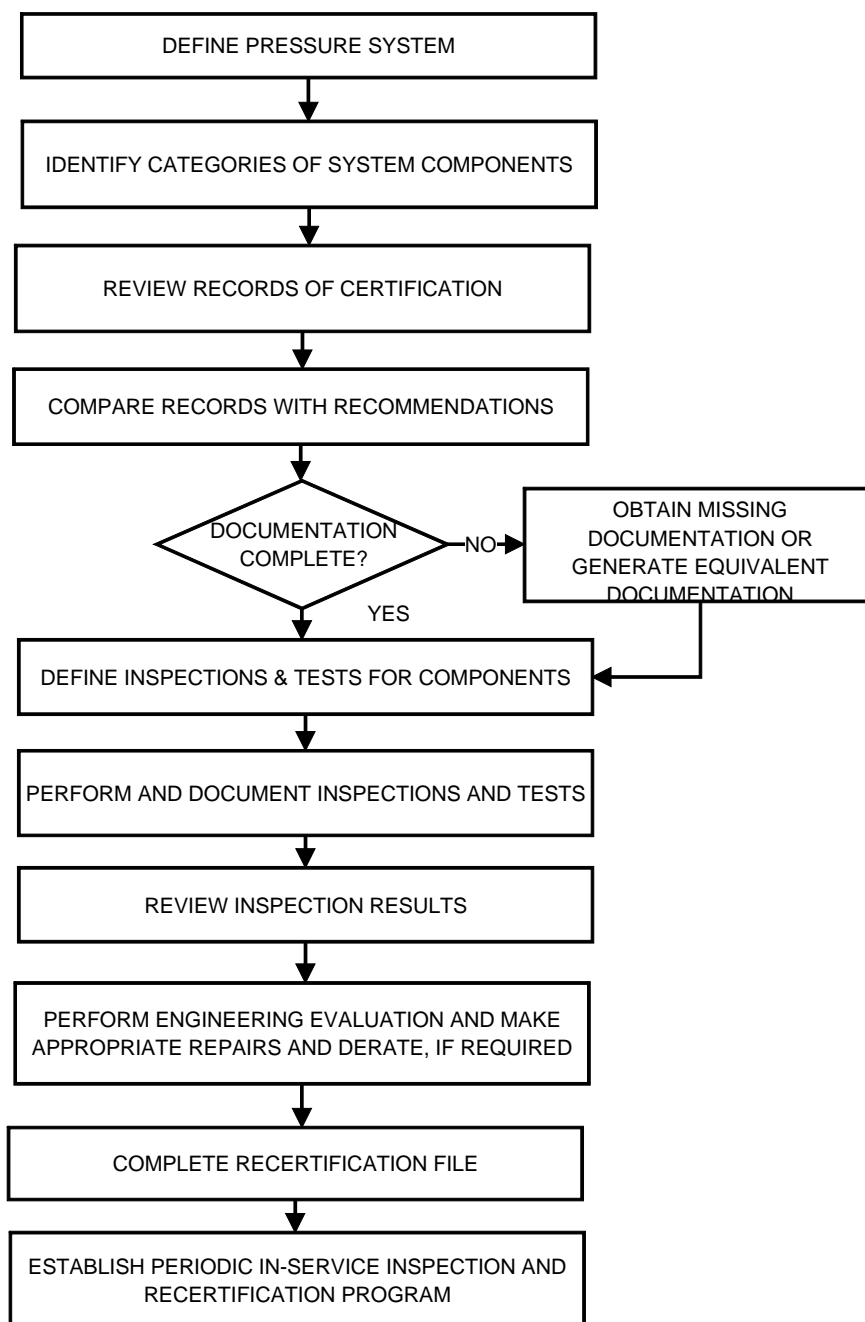 DEFINE PRESSURE SYSTEM
IDENTIFY CATEGORIES OF SYSTEM COMPONENTS
REVIEW RECORDS OF CERTIFICATION
COMPARE RECORDS WITH RECOMMENDATIONS
DOCUMENTATION
COMPLETE?
NO
OBTAIN MISSING
DOCUMENTATION OR
GENERATE EQUIVALENT
DOCUMENTATION
YES
DEFINE INSPECTIONS & TESTS FOR COMPONENTS
PERFORM AND DOCUMENT INSPECTIONS AND TESTS
REVIEW INSPECTION RESULTS
PERFORM ENGINEERING EVALUATION AND MAKE
APPROPRIATE REPAIRS AND DERATE, IF REQUIRED
COMPLETE RECERTIFICATION FILE
ESTABLISH PERIODIC IN-SERVICE INSPECTION AND
RECERTIFICATION PROGRAM